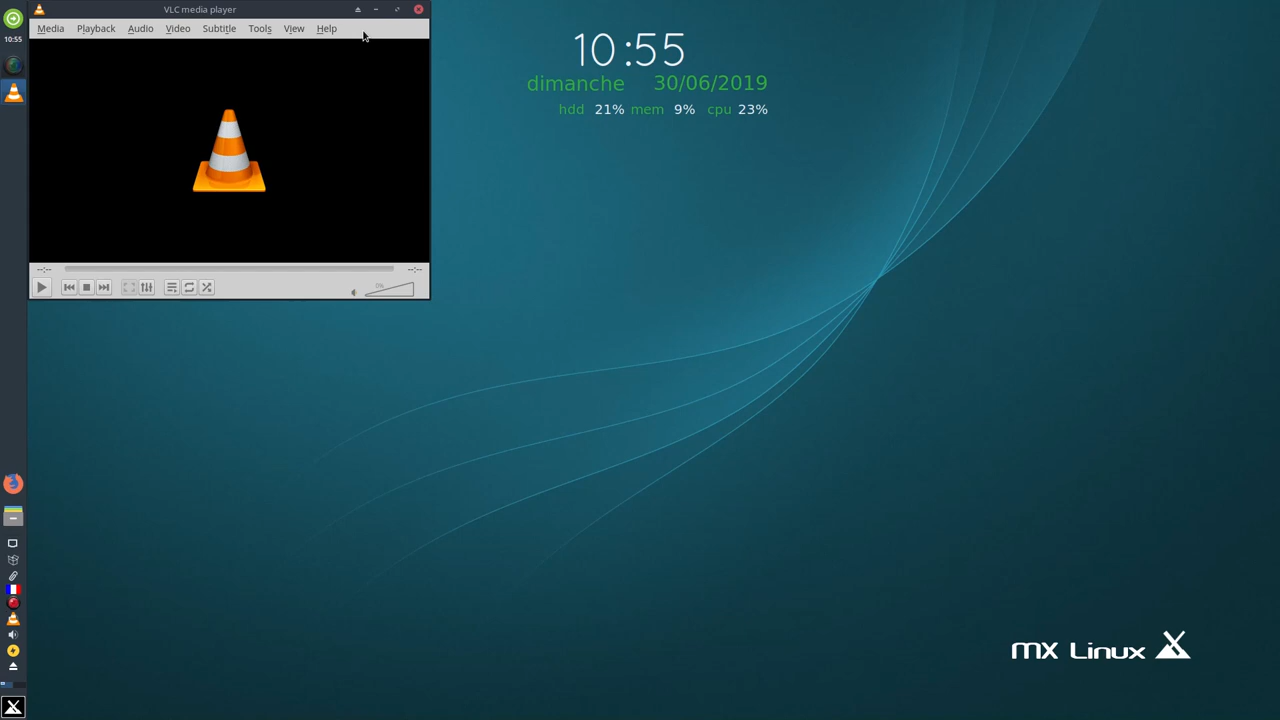 VLC media player
10:55
Media Playback Audio Video Subtitle Tools View Help
10:55
dimanche 30/06/2019
hdd 21% mem 9% cpu 23%
--:-- --:--
0%
mx Linux